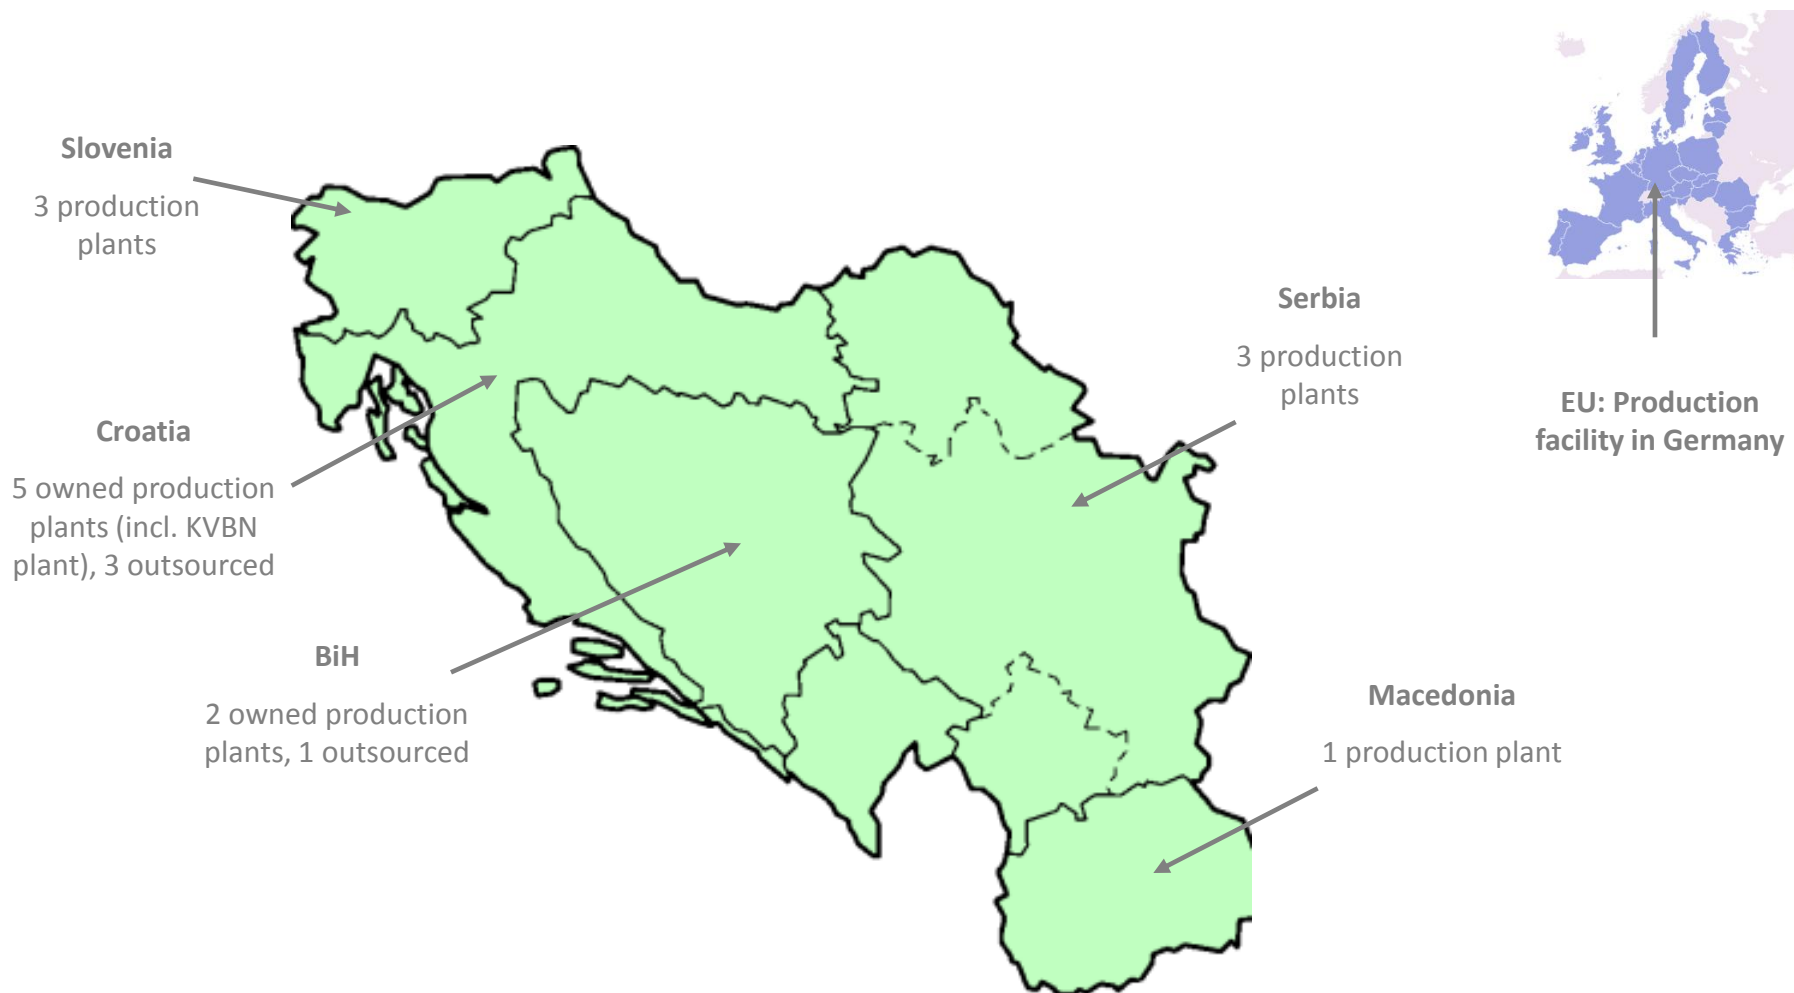 Slovenia
3 production
plants
Croatia
5 owned production
plants (incl. KVBN
plant), 3 outsourced
BiH
2 owned production
plants, 1 outsourced
Serbia
3 production
plants
Macedonia
1 production plant
EU: Production
facility in Germany